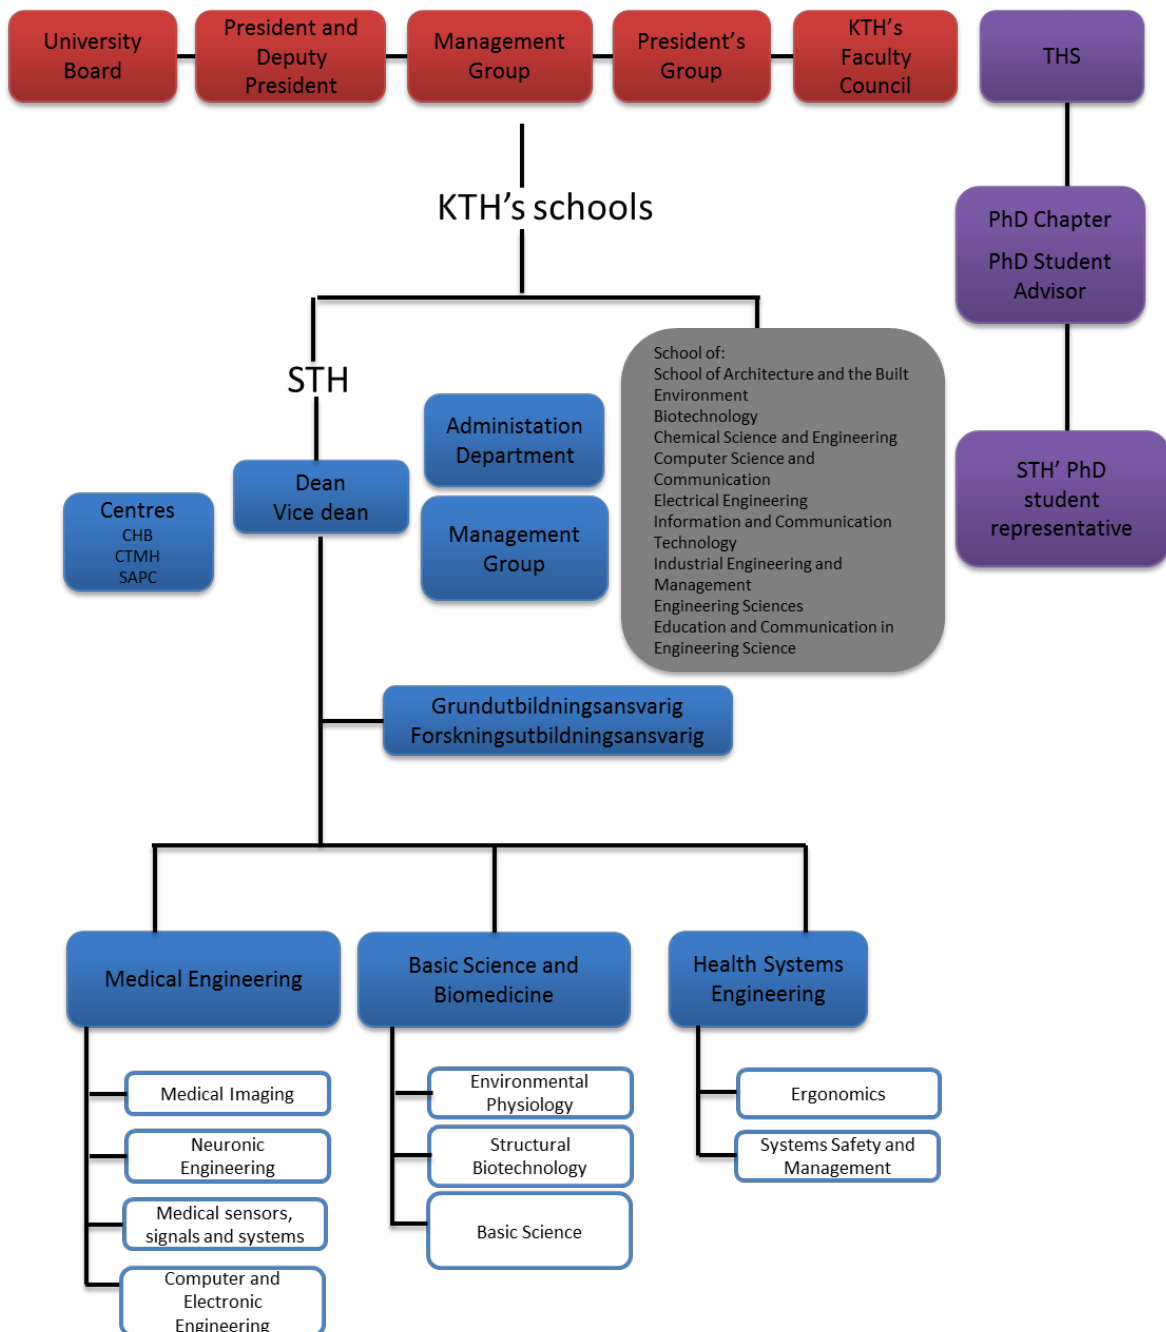 University
Board
President and
Deputy
President
Management
Group
President's
Group
KTH's
Faculty
Council
THS
KTH's schools
PhD Chapter
PhD Student
Advisor
STH
School of:
School of Architecture and the Built
Environment
Biotechnology
Chemical Science and Engineering
Computer Science and
Communication
Electrical Engineering
Information and Communication
Technology
Industrial Engineering and
Management
Engineering Sciences
Education and Communication in
Engineering Science
Administation
Department
Dean
Vice dean
Centres
CHB
CTMH
SAPC
Management
Group
STH' PhD
student
representative
Grundutbildningsansvarig
Forskningsutbildningsansvarig
Medical Engineering
Basic Science and
Biomedicine
Health Systems
Engineering
Medical Imaging
Neuronic
Engineering
Medical sensors,
signals and systems
Computer and
Electronic
Engineering
Environmental
Physiology
Structural
Biotechnology
Basic Science
Ergonomics
Systems Safety and
Management